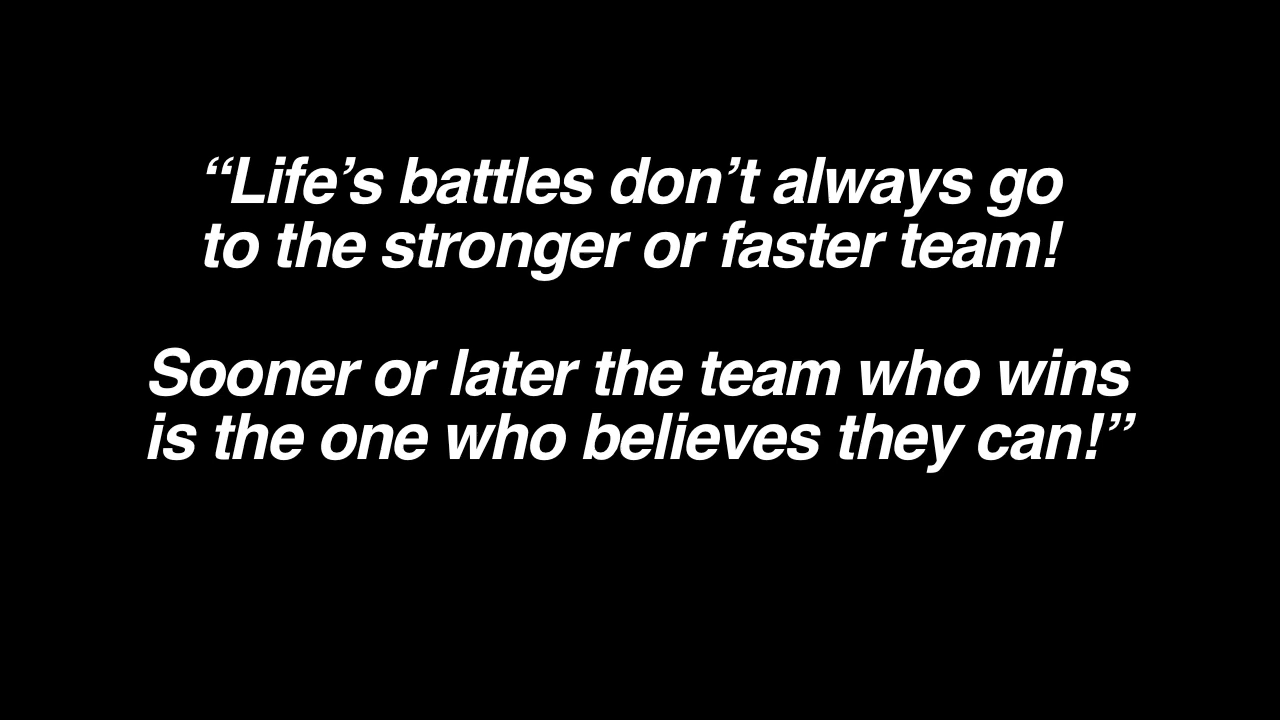 “Life’s battles don’t always go
to the stronger or faster team!
Sooner or later the team who wins
is the one who believes they can!”